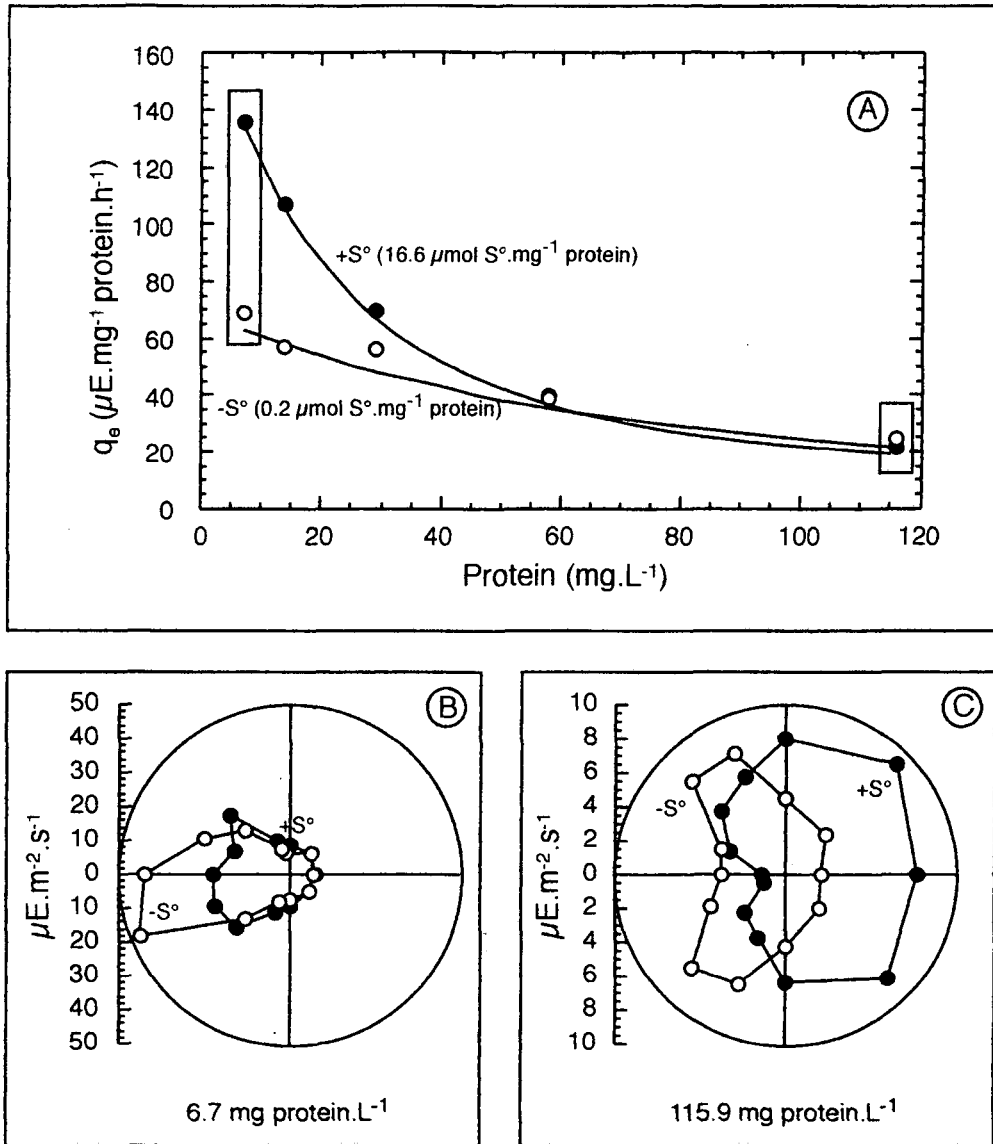 160
140
120
100
80
60
40
20
0
qₑ (µE.mg⁻¹ protein.h⁻¹)
A
+S° (16.6 µmol S°.mg⁻¹ protein)
-S° (0.2 µmol S°.mg⁻¹ protein)
0 20 40 60 80 100 120
Protein (mg.L⁻¹)
50
40
30
20
10
0
10
20
30
40
50
µE.m⁻².s⁻¹
B
+S°
-S°
6.7 mg protein.L⁻¹
10
8
6
4
2
0
2
4
6
8
10
µE.m⁻².s⁻¹
C
-S°
+S°
115.9 mg protein.L⁻¹